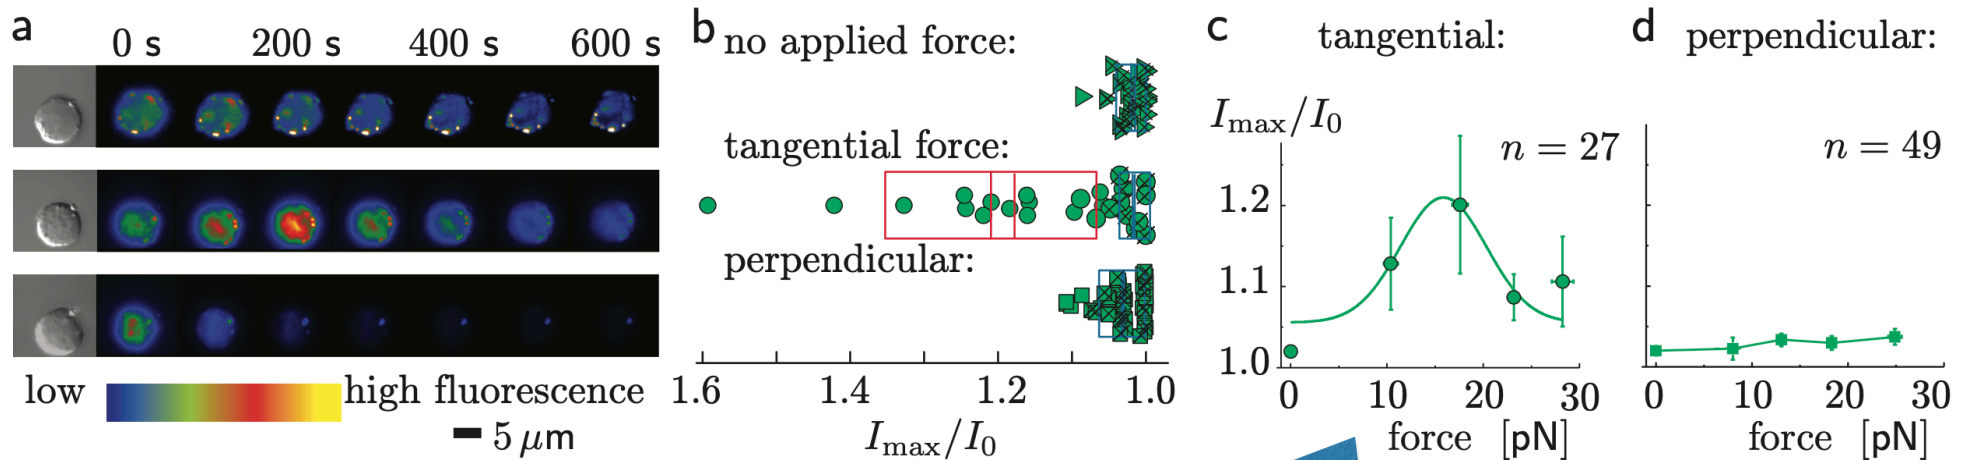 a
0 s 200 s 400 s 600 s
low high fluorescence
5 μm
b
no applied force:
tangential force:
perpendicular:
1.6 1.4 1.2 1.0
I_max/I_0
c
tangential:
I_max/I_0
n = 27
1.2
1.1
1.0
0 10 20 30
force [pN]
d
perpendicular:
n = 49
0 10 20 30
force [pN]